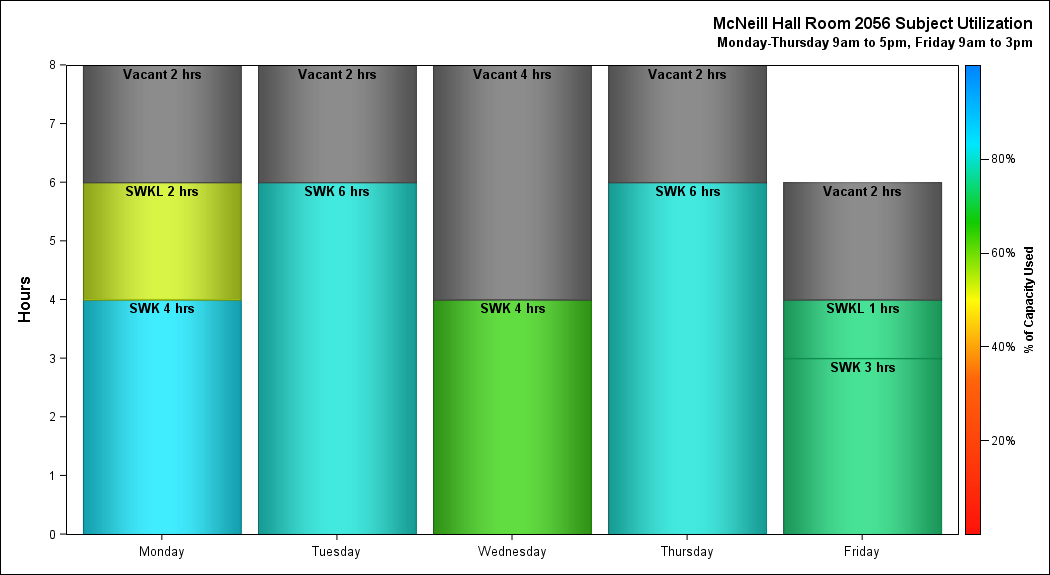 McNeill Hall Room 2056 Subject Utilization
Monday-Thursday 9am to 5pm, Friday 9am to 3pm
Hours
8
7
6
5
4
3
2
1
0
Vacant 2 hrs
SWKL 2 hrs
SWK 4 hrs
Vacant 2 hrs
SWK 6 hrs
Vacant 4 hrs
SWK 4 hrs
Vacant 2 hrs
SWK 6 hrs
Vacant 2 hrs
SWKL 1 hrs
SWK 3 hrs
Monday
Tuesday
Wednesday
Thursday
Friday
80%
60%
40%
20%
% of Capacity Used